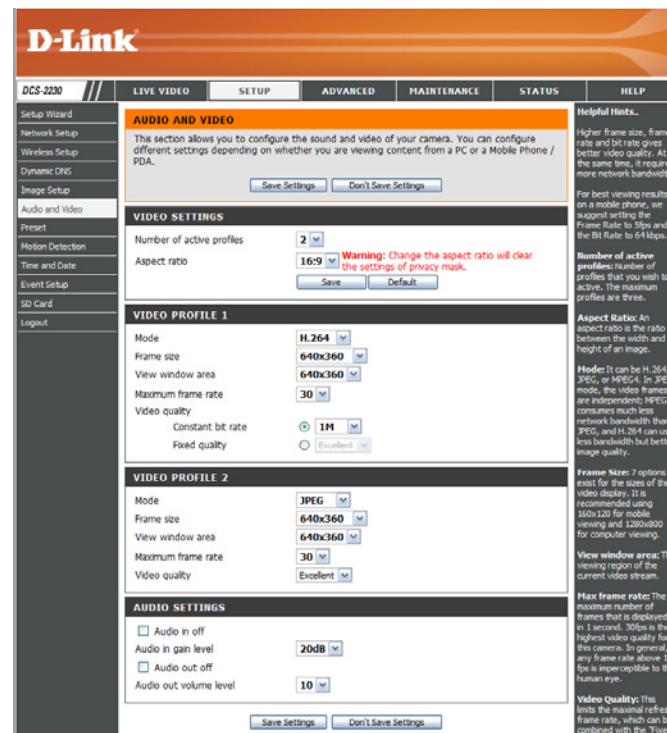 D-Link
DCS-2230
LIVE VIDEO
SETUP
ADVANCED
MAINTENANCE
STATUS
HELP
Setup Wizard
Network Setup
Wireless Setup
Dynamic DNS
Image Setup
Audio and Video
Preset
Motion Detection
Time and Date
Event Setup
SD Card
Logout
AUDIO AND VIDEO
This section allows you to configure the sound and video of your camera. You can configure
different settings depending on whether you are viewing content from a PC or a Mobile Phone /
PDA.
Save Settings
Don't Save Settings
VIDEO SETTINGS
Number of active profiles 2
Aspect ratio 16:9 Warning: Change the aspect ratio will clear
the settings of privacy mask.
Save
Default
VIDEO PROFILE 1
Mode H.264
Frame size 640x360
View window area 640x360
Maximum frame rate 30
Video quality
Constant bit rate 1M
Fixed quality Excellent
VIDEO PROFILE 2
Mode JPEG
Frame size 640x360
View window area 640x360
Maximum frame rate 30
Video quality Excellent
AUDIO SETTINGS
Audio in off
Audio in gain level 20dB
Audio out off
Audio out volume level 10
Save Settings
Don't Save Settings
Helpful Hints..
Higher frame size, frame
rate and bit rate gives
better video quality. At
the same time, it require
more network bandwidt
For best viewing results
on a mobile phone, we
suggest setting the
Frame Rate to 5fps and
the Bit Rate to 64 kbps.
Number of active
profiles: Number of
profiles that you wish to
active. The maximum
profiles are three.
Aspect Ratio: An
aspect ratio is the ratio
between the width and
height of an image.
Mode: It can be H.264,
JPEG, or MPEG4. In JPE
mode, the video frames
are independent; MPEG
consumes much less
network bandwidth than
JPEG, and H.264 can us
less bandwidth but bett
image quality.
Frame Size: 7 options
exist for the sizes of the
video display. It is
recommended using
160x120 for mobile
viewing and 1280x800
for computer viewing.
View window area: Th
viewing region of the
current video stream.
Max frame rate: The
maximum number of
frames that is displayed
in 1 second. 30fps is the
highest video quality for
this camera. In general,
any frame rate above 1
fps is imperceptible to th
human eye.
Video Quality: This
limits the maximal refres
frame rate, which can b
combined with the "Fixed